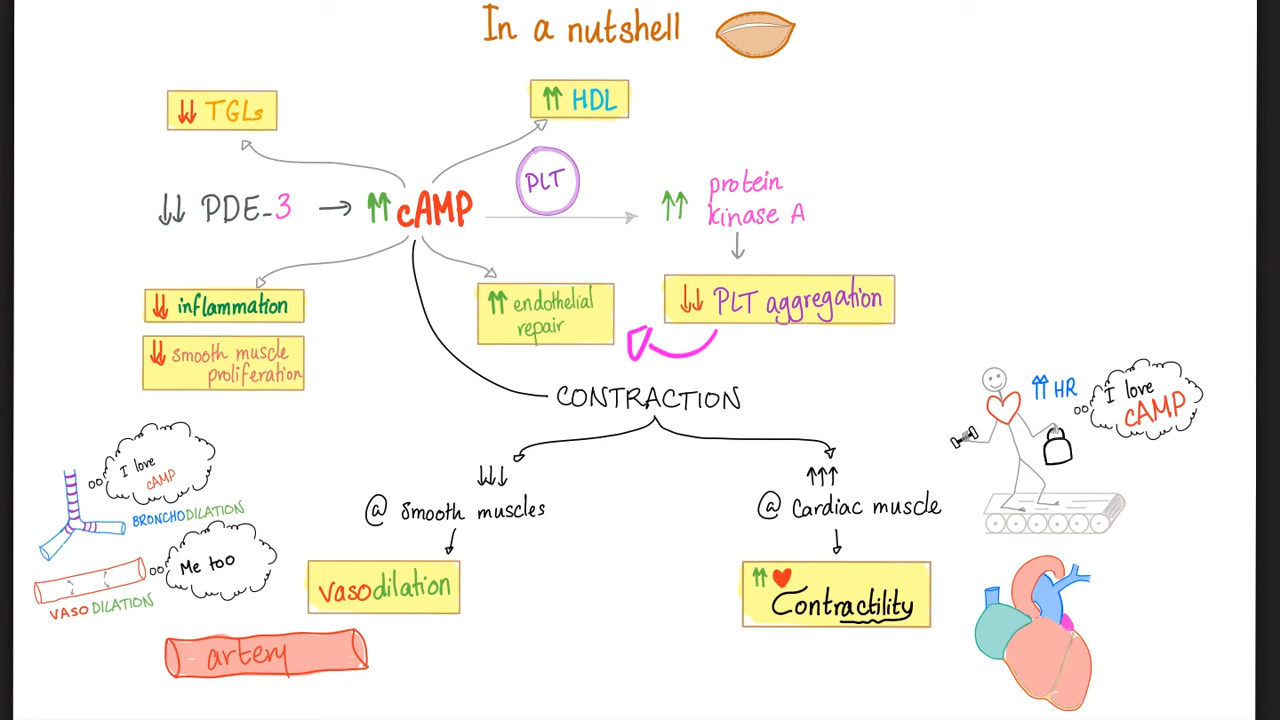 In a nutshell
↓↓ TGLs
↑↑ HDL
PLT
↓↓ PDE-3 → ↑↑ cAMP
↑↑ protein
kinase A
↓↓ inflammation
↑↑ endothelial
repair
↓↓ PLT aggregation
↓↓ smooth muscle
proliferation
CONTRACTION
↑↑ HR
I love
cAMP
↓↓↓
@ Smooth muscles
↑↑↑
@ Cardiac muscle
I love
cAMP
BRONCHODILATION
Me too
VASODILATION
vasodilation
↑↑
Contractility
artery